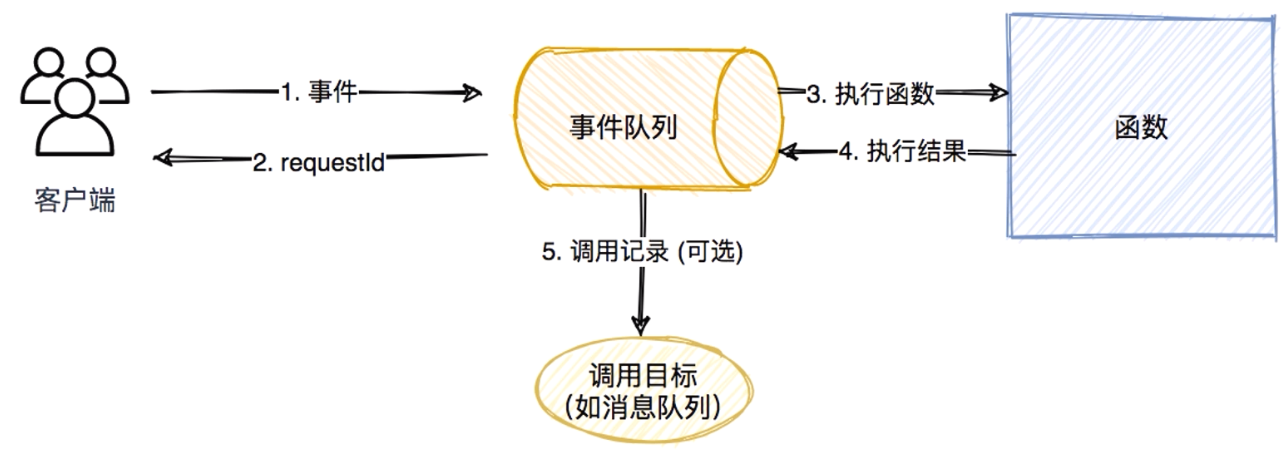 1. 事件
事件队列
3. 执行函数
函数
2. requestId
4. 执行结果
客户端
5. 调用记录 (可选)
调用目标
(如消息队列)